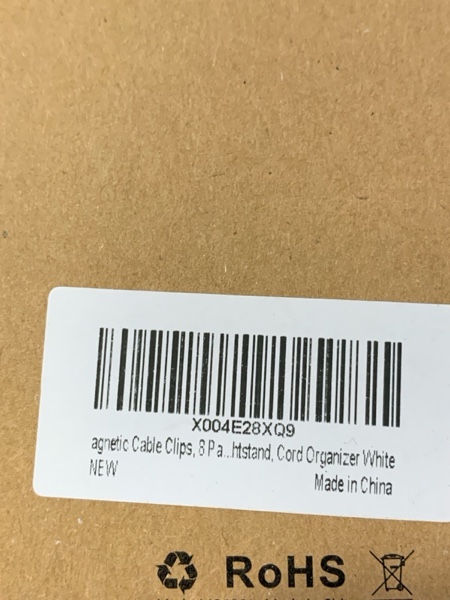 X004E28XQ9
agnetic Cable Clips, 8 Pa...htstand, Cord Organizer White
NEW
Made in China
RoHS